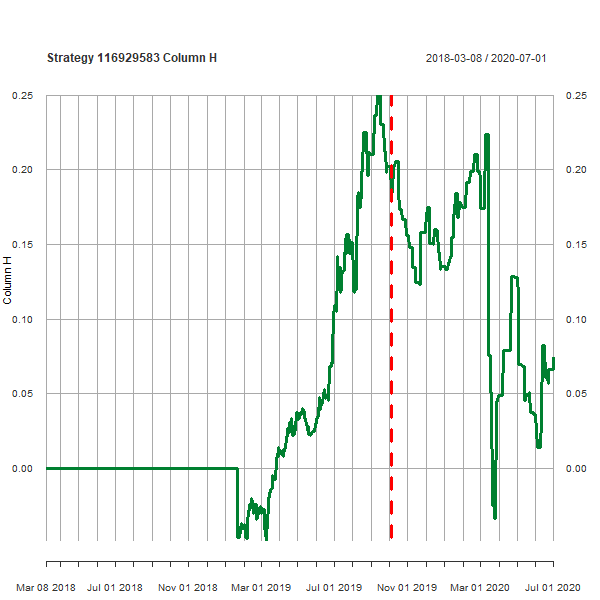 Strategy 116929583 Column H 2018-03-08 / 2020-07-01
0.25 0.25
0.20 0.20
0.15 0.15
0.10 0.10
0.05 0.05
0.00 0.00
Column H
Mar 08 2018 Jul 01 2018 Nov 01 2018 Mar 01 2019 Jul 01 2019 Nov 01 2019 Mar 01 2020 Jul 01 2020